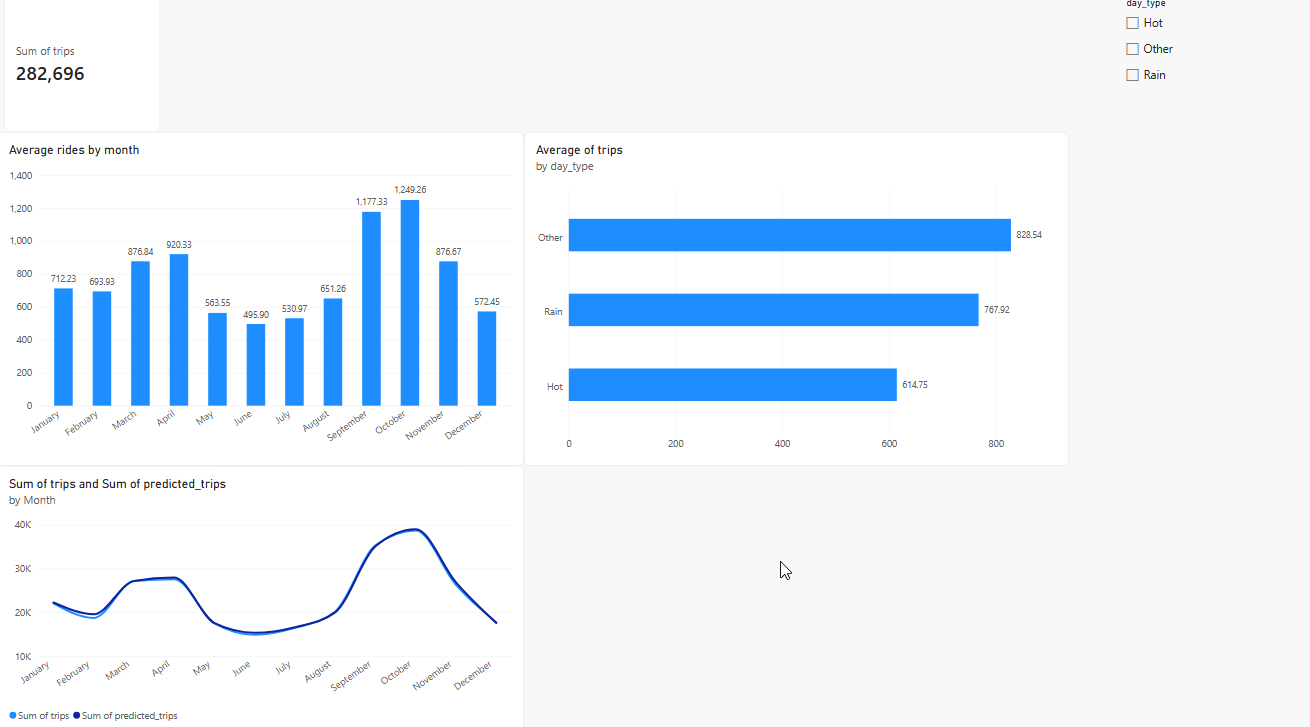 day_type
Hot
Other
Rain
Sum of trips
282,696
Average rides by month
1,400
1,200
1,000
800
600
400
200
0
712.23
693.93
876.84
920.33
563.55
495.90
530.97
651.26
1,177.33
1,249.26
876.67
572.45
January
February
March
April
May
June
July
August
September
October
November
December
Average of trips
by day_type
Other
828.54
Rain
767.92
Hot
614.75
0
200
400
600
800
Sum of trips and Sum of predicted_trips
by Month
40K
30K
20K
10K
January
February
March
April
May
June
July
August
September
October
November
December
Sum of trips
Sum of predicted_trips